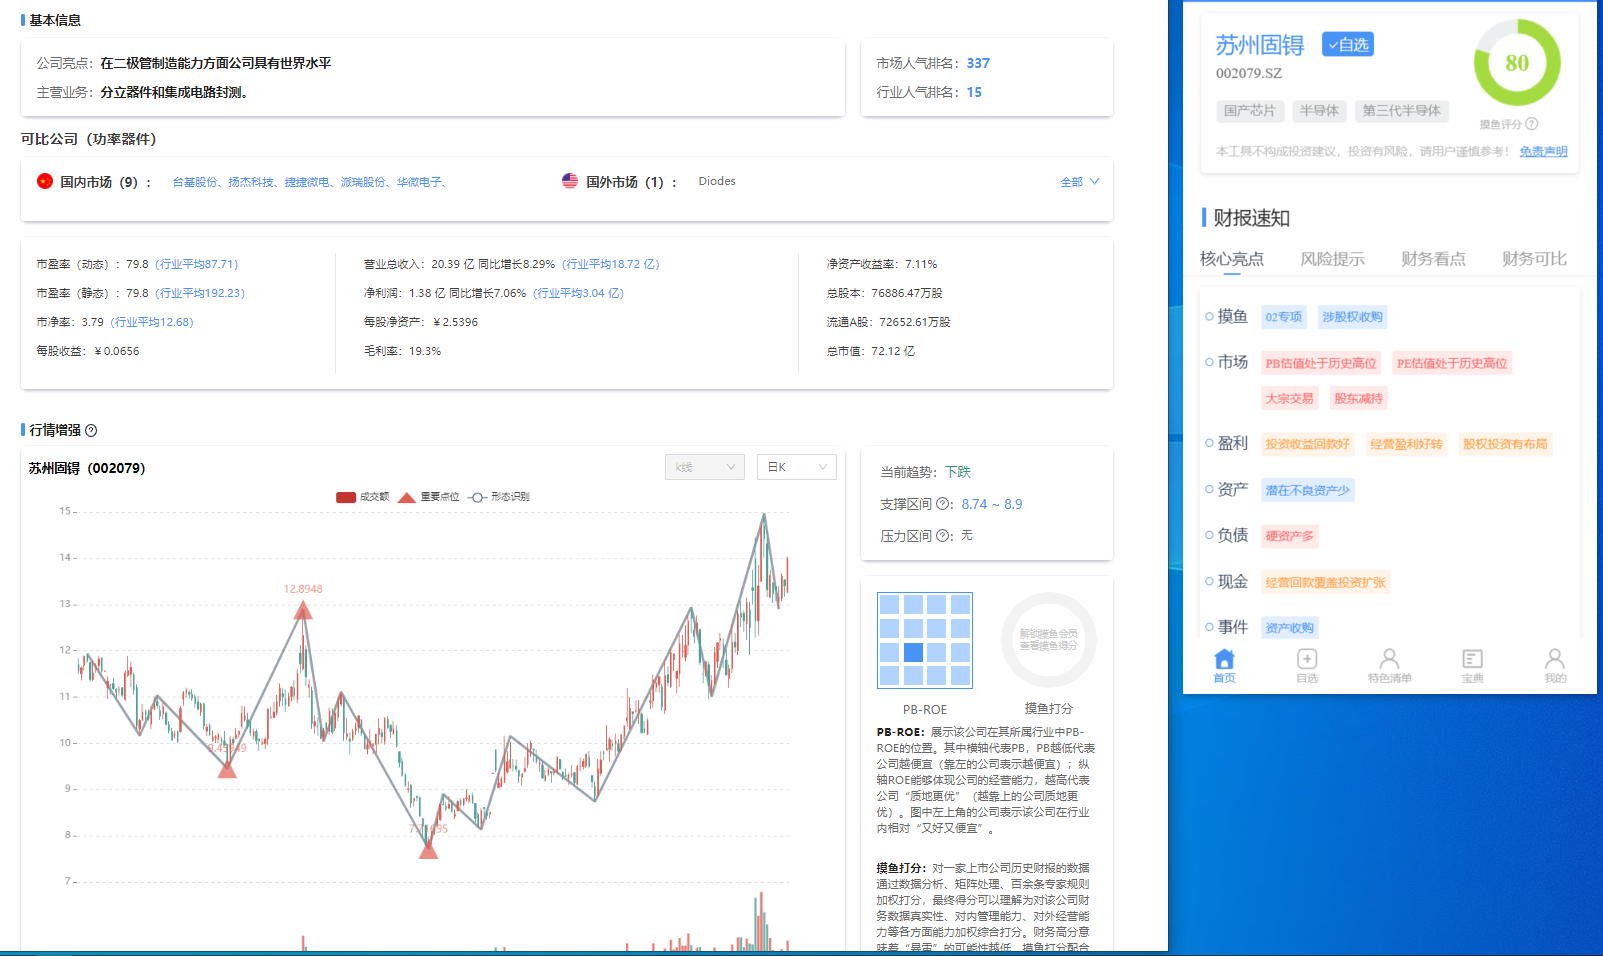 基本信息
公司亮点：在二极管制造能力方面公司具有世界水平
主营业务：分立器件和集成电路封测。
市场人气排名：337
行业人气排名：15
可比公司（功率器件）
国内市场（9）： 台基股份、扬杰科技、捷捷微电、派瑞股份、华微电子、
国外市场（1）： Diodes
全部
市盈率（动态）：79.8（行业平均87.71）
市盈率（静态）：79.8（行业平均192.23）
市净率：3.79（行业平均12.68）
每股收益：￥0.0656
营业总收入：20.39 亿 同比增长8.29%（行业平均18.72 亿）
净利润：1.38 亿 同比增长7.06%（行业平均3.04 亿）
每股净资产：￥2.5396
毛利率：19.3%
净资产收益率：7.11%
总股本：76886.47万股
流通A股：72652.61万股
总市值：72.12 亿
行情增强 ?
苏州固锝（002079）
k线
日K
成交额 重要点位 形态识别
15
14
13
12
11
10
9
8
7
12.8948
当前趋势：下跌
支撑区间 ?：8.74 ~ 8.9
压力区间 ?：无
解锁摸鱼会员
查看摸鱼得分
PB-ROE
摸鱼打分
PB-ROE：展示该公司在其所属行业中PB-
ROE的位置。其中横轴代表PB，PB越低代表
公司越便宜（靠左的公司表示越便宜）；纵
轴ROE能够体现公司的经营能力，越高代表
公司“质地更优”（越靠上的公司质地更
优）。图中左上角的公司表示该公司在行业
内相对“又好又便宜”。
摸鱼打分：对一家上市公司历史财报的数据
通过数据分析、矩阵处理、百余条专家规则
加权打分，最终得分可以理解为对该公司财
务数据真实性、对内管理能力、对外经营能
力等各方面能力加权综合打分。财务高分意
味着“暴雷”的可能性越低，摸鱼打分配合
苏州固锝
自选
002079.SZ
国产芯片 半导体 第三代半导体
80
摸鱼评分 ?
本工具不构成投资建议，投资有风险，请用户谨慎参考！ 免责声明
财报速知
核心亮点 风险提示 财务看点 财务可比
摸鱼 02专项 涉股权收购
市场 PB估值处于历史高位 PE估值处于历史高位
大宗交易 股东减持
盈利 投资收益回款好 经营盈利好转 股权投资有布局
资产 潜在不良资产少
负债 硬资产多
现金 经营回款覆盖投资扩张
事件 资产收购
首页 自选 特色清单 宝典 我的